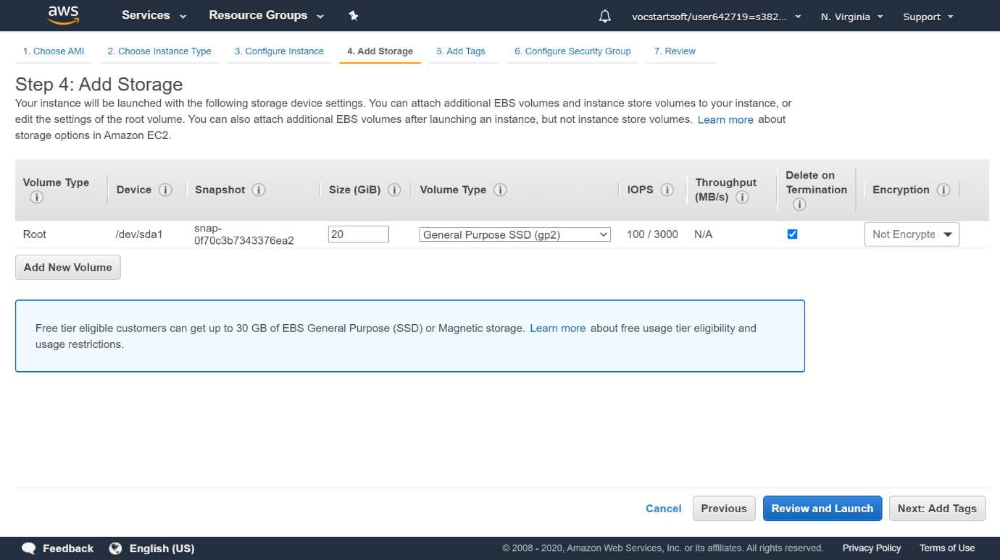 aws Services Resource Groups vocstartsoft/user642719=s382... N. Virginia Support
1. Choose AMI 2. Choose Instance Type 3. Configure Instance 4. Add Storage 5. Add Tags 6. Configure Security Group 7. Review
Step 4: Add Storage
Your instance will be launched with the following storage device settings. You can attach additional EBS volumes and instance store volumes to your instance, or
edit the settings of the root volume. You can also attach additional EBS volumes after launching an instance, but not instance store volumes. Learn more about
storage options in Amazon EC2.
Volume Type i Device i Snapshot i Size (GiB) i Volume Type i IOPS i Throughput (MB/s) i Delete on Termination i Encryption i
Root /dev/sda1 snap-0f70c3b7343376ea2 20 General Purpose SSD (gp2) 100 / 3000 N/A Not Encrypte
Add New Volume
Free tier eligible customers can get up to 30 GB of EBS General Purpose (SSD) or Magnetic storage. Learn more about free usage tier eligibility and
usage restrictions.
Cancel Previous Review and Launch Next: Add Tags
Feedback English (US) © 2008 - 2020, Amazon Web Services, Inc. or its affiliates. All rights reserved. Privacy Policy Terms of Use